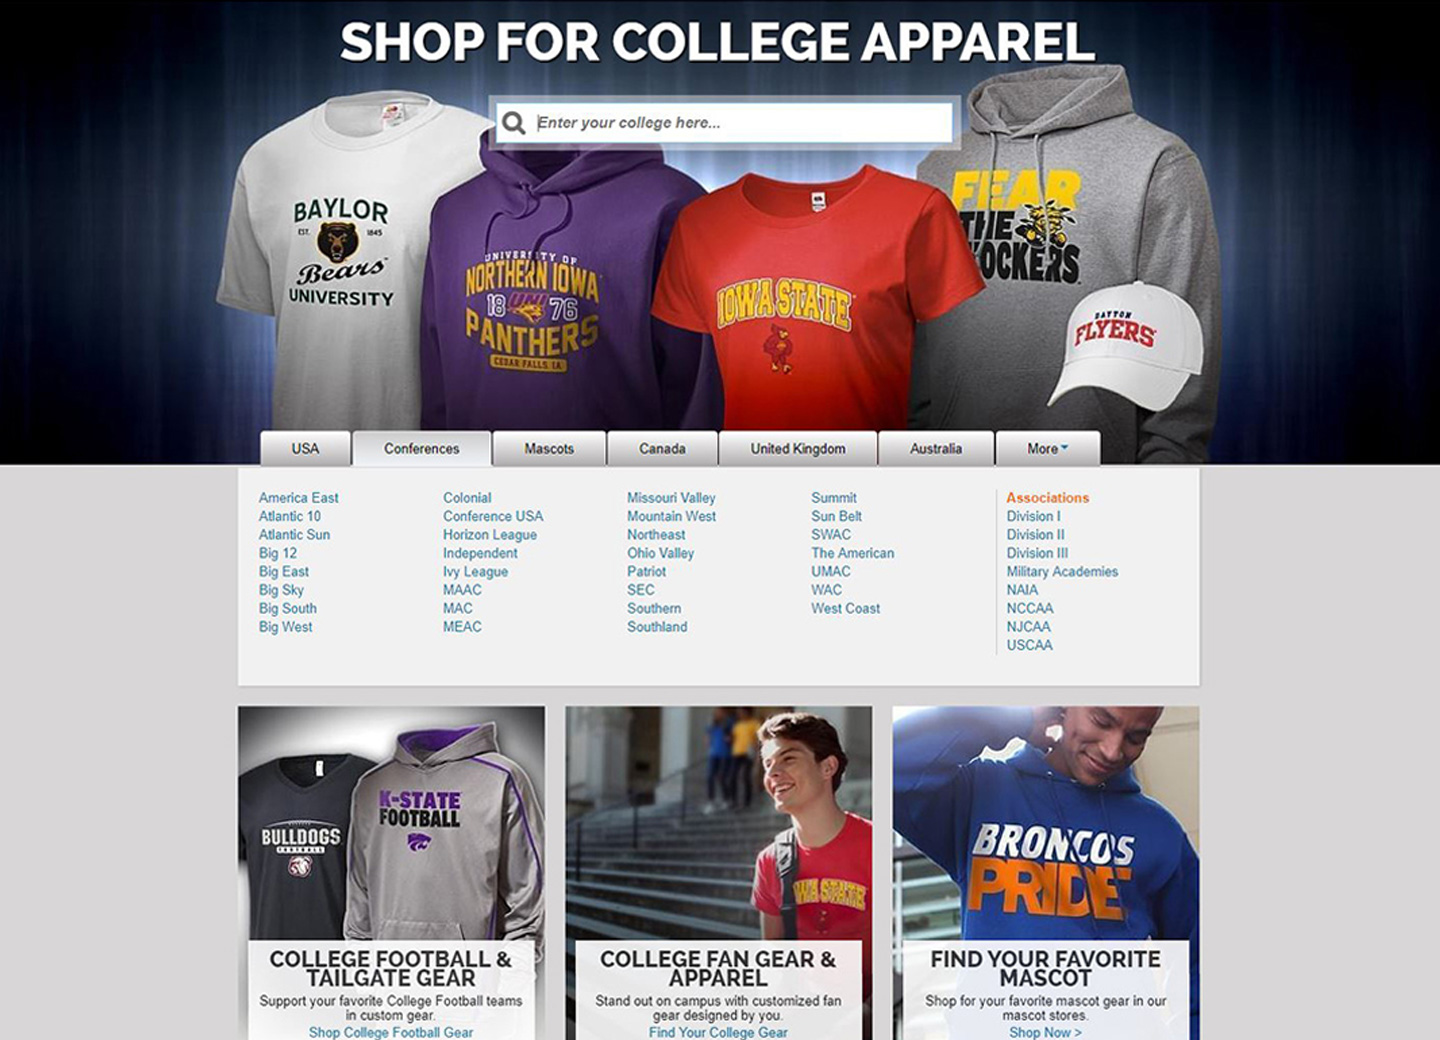 SHOP FOR COLLEGE APPAREL
Enter your college here...
BAYLOR
EST. 1845
Bears
UNIVERSITY
UNIVERSITY OF
NORTHERN IOWA
18 UNI 76
PANTHERS
CEDAR FALLS, IA
IOWA STATE
FEAR
THE
OCKERS
DAYTON
FLYERS
USA
Conferences
Mascots
Canada
United Kingdom
Australia
More
America East
Atlantic 10
Atlantic Sun
Big 12
Big East
Big Sky
Big South
Big West
Colonial
Conference USA
Horizon League
Independent
Ivy League
MAAC
MAC
MEAC
Missouri Valley
Mountain West
Northeast
Ohio Valley
Patriot
SEC
Southern
Southland
Summit
Sun Belt
SWAC
The American
UMAC
WAC
West Coast
Associations
Division I
Division II
Division III
Military Academies
NAIA
NCCAA
NJCAA
USCAA
BULLDOGS
FOOTBALL
K-STATE
FOOTBALL
COLLEGE FOOTBALL &
TAILGATE GEAR
Support your favorite College Football teams
in custom gear.
Shop College Football Gear
IOWA STATE
COLLEGE FAN GEAR &
APPAREL
Stand out on campus with customized fan
gear designed by you.
Find Your College Gear
BRONCOS
PRIDE
FIND YOUR FAVORITE
MASCOT
Shop for your favorite mascot gear in our
mascot stores.
Shop Now >